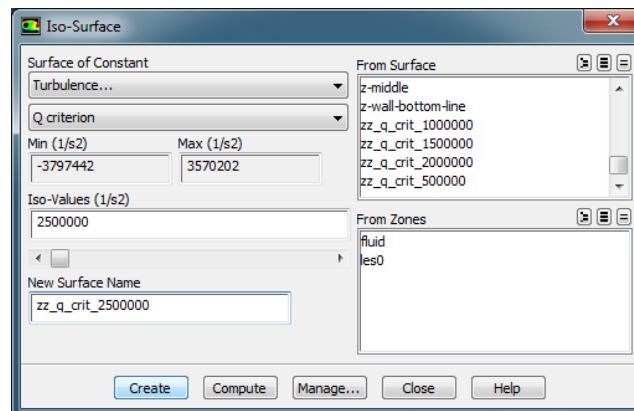 Iso-Surface
Surface of Constant
Turbulence...
Q criterion
Min (1/s2) Max (1/s2)
-3797442 3570202
Iso-Values (1/s2)
2500000
New Surface Name
zz_q_crit_2500000
From Surface
z-middle
z-wall-bottom-line
zz_q_crit_1000000
zz_q_crit_1500000
zz_q_crit_2000000
zz_q_crit_500000
From Zones
fluid
les0
Create Compute Manage... Close Help